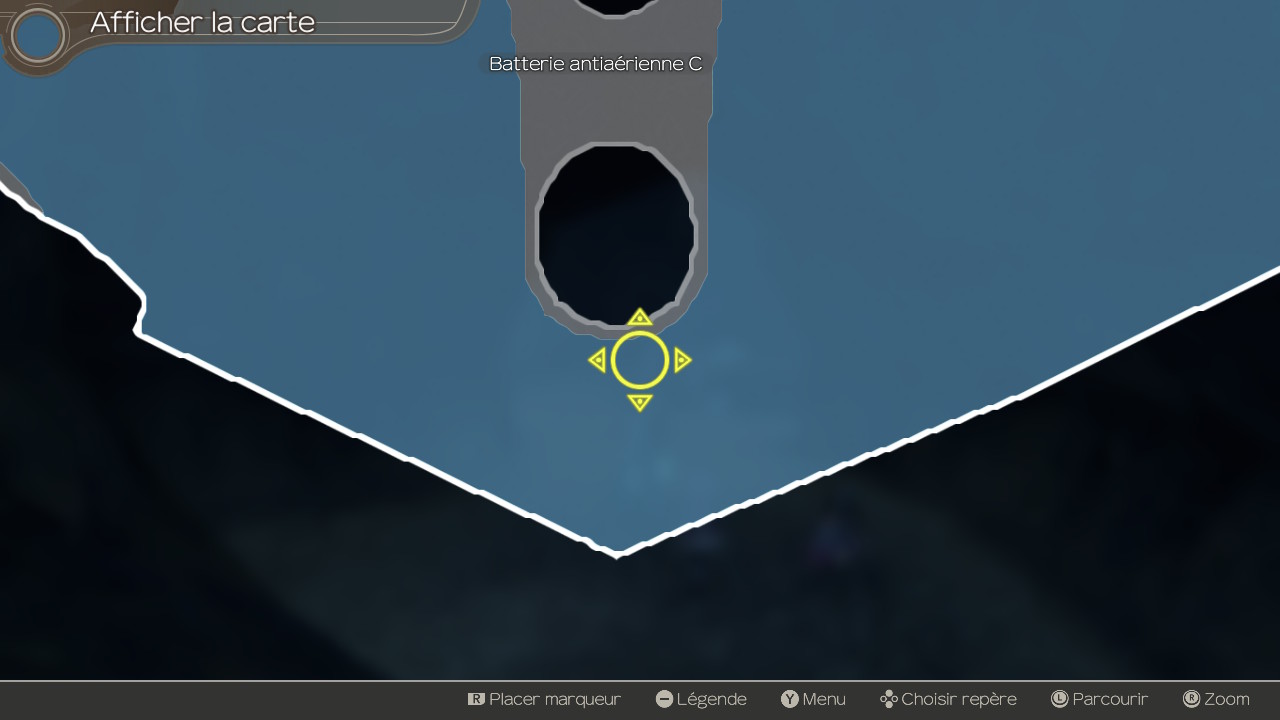 Afficher la carte
Batterie antiaérienne C
R Placer marqueur
Légende
Y Menu
Choisir repère
L Parcourir
R Zoom